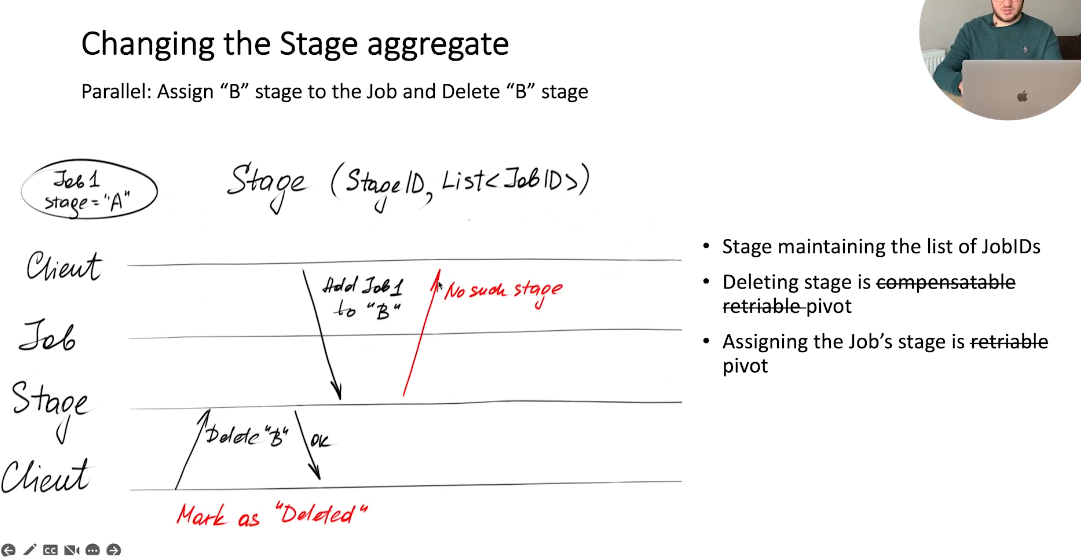 Changing the Stage aggregate
Parallel: Assign “B” stage to the Job and Delete “B” stage
Job 1
stage = "A"
Stage (StageID, List<JobIDs>)
Client
Add Job 1
to "B"
No such stage
Job
Stage
Delete "B"
OK
Client
Mark as "Deleted"
• Stage maintaining the list of JobIDs
• Deleting stage is compensatable
retriable pivot
• Assigning the Job’s stage is retriable
pivot
CC